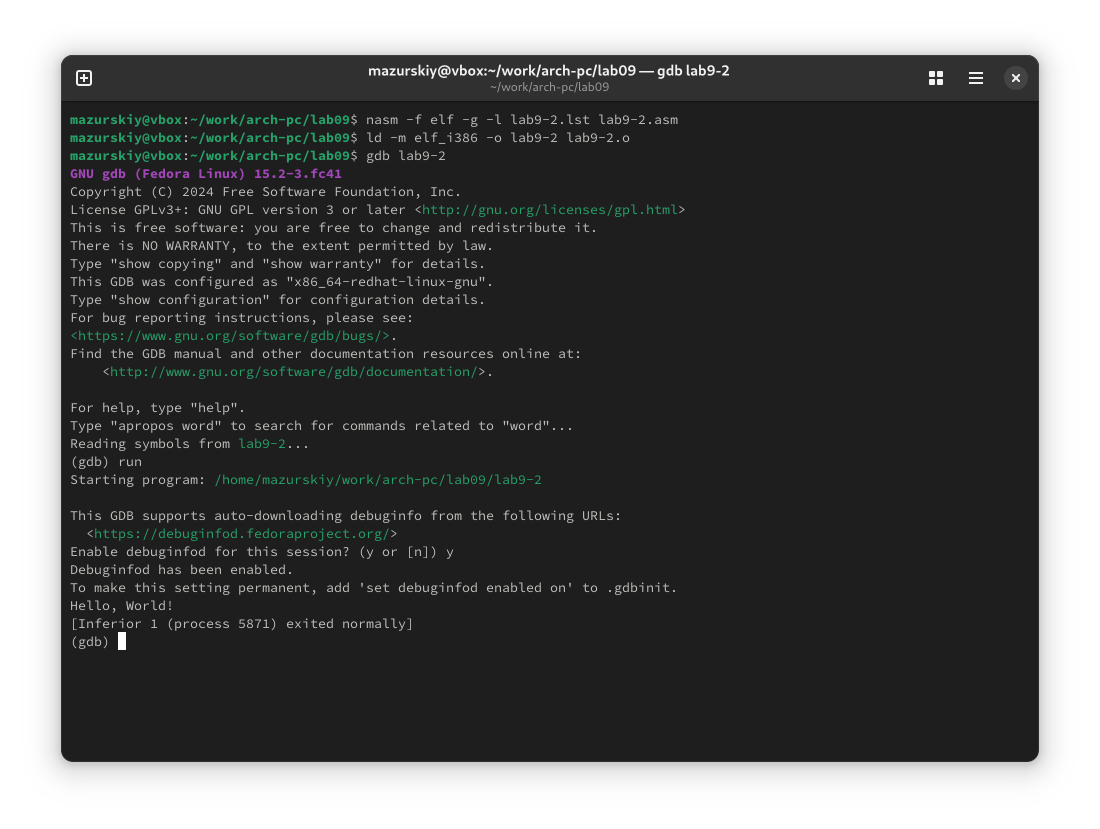 mazurskiy@vbox:~/work/arch-pc/lab09 — gdb lab9-2
~/work/arch-pc/lab09
mazurskiy@vbox:~/work/arch-pc/lab09$ nasm -f elf -g -l lab9-2.lst lab9-2.asm
mazurskiy@vbox:~/work/arch-pc/lab09$ ld -m elf_i386 -o lab9-2 lab9-2.o
mazurskiy@vbox:~/work/arch-pc/lab09$ gdb lab9-2
GNU gdb (Fedora Linux) 15.2-3.fc41
Copyright (C) 2024 Free Software Foundation, Inc.
License GPLv3+: GNU GPL version 3 or later <http://gnu.org/licenses/gpl.html>
This is free software: you are free to change and redistribute it.
There is NO WARRANTY, to the extent permitted by law.
Type "show copying" and "show warranty" for details.
This GDB was configured as "x86_64-redhat-linux-gnu".
Type "show configuration" for configuration details.
For bug reporting instructions, please see:
<https://www.gnu.org/software/gdb/bugs/>.
Find the GDB manual and other documentation resources online at:
    <http://www.gnu.org/software/gdb/documentation/>.

For help, type "help".
Type "apropos word" to search for commands related to "word"...
Reading symbols from lab9-2...
(gdb) run
Starting program: /home/mazurskiy/work/arch-pc/lab09/lab9-2

This GDB supports auto-downloading debuginfo from the following URLs:
  <https://debuginfod.fedoraproject.org/>
Enable debuginfod for this session? (y or [n]) y
Debuginfod has been enabled.
To make this setting permanent, add 'set debuginfod enabled on' to .gdbinit.
Hello, World!
[Inferior 1 (process 5871) exited normally]
(gdb)